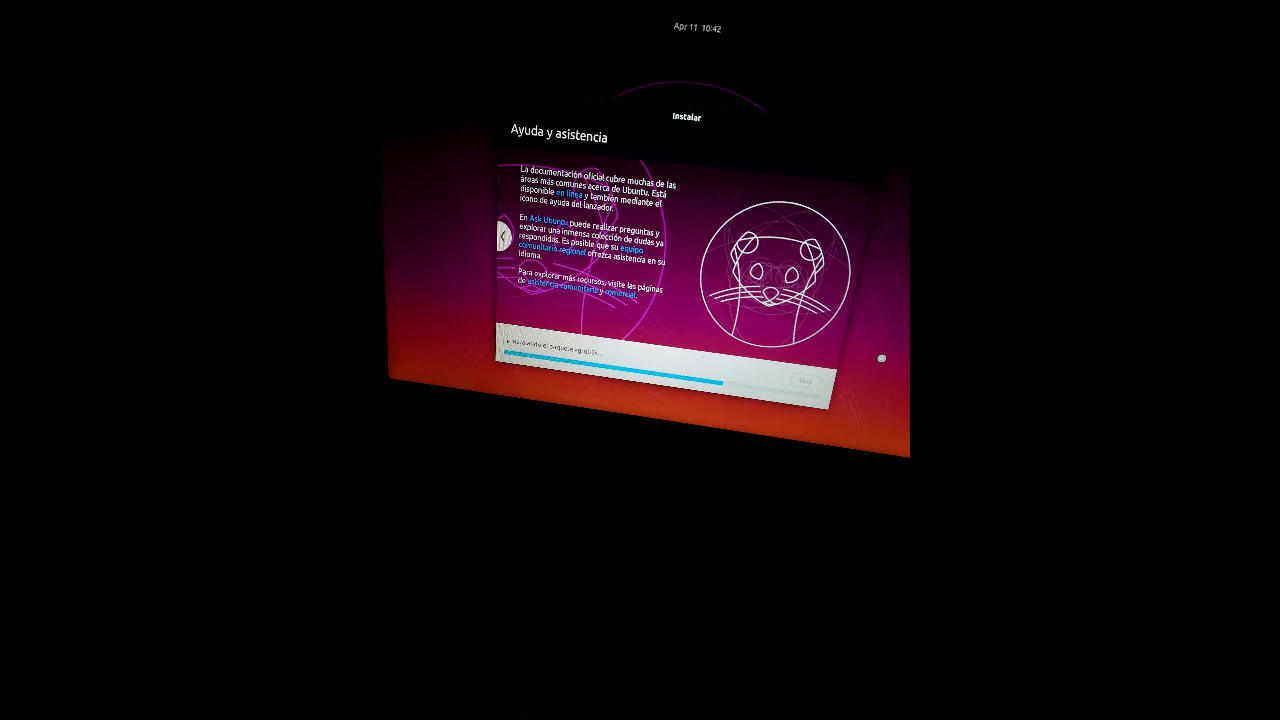 Apr 11 10:42
Instalar
Ayuda y asistencia
La documentación oficial cubre muchas de las
áreas más comunes acerca de Ubuntu. Está
disponible en línea y también mediante el
icono de ayuda del lanzador.
En Ask Ubuntu puede realizar preguntas y
explorar una inmensa colección de dudas ya
respondidas. Es posible que su equipo
comunitario regional ofrezca asistencia en su
idioma.
Para explorar más recursos, visite las páginas
de asistencia comunitaria y comercial.
Skip